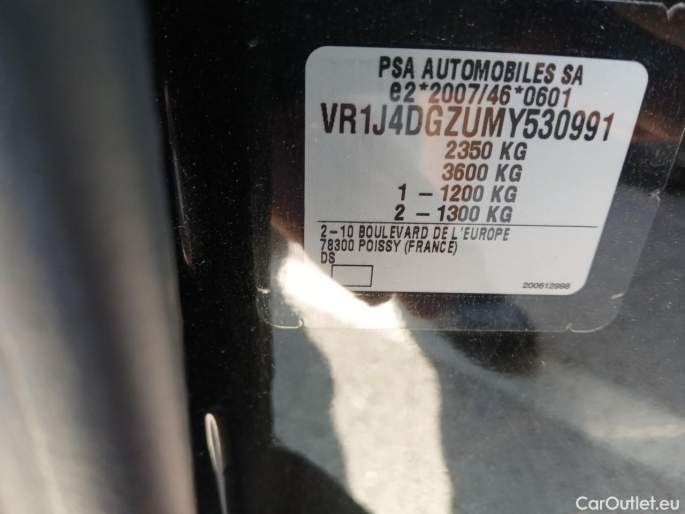 PSA AUTOMOBILES SA
e2*2007/46*0601
VR1J4DGZUMY530991
2350 KG
3600 KG
1 - 1200 KG
2 - 1300 KG
2-10 BOULEVARD DE L'EUROPE
78300 POISSY (FRANCE)
DS
200612998
CarOutlet.eu